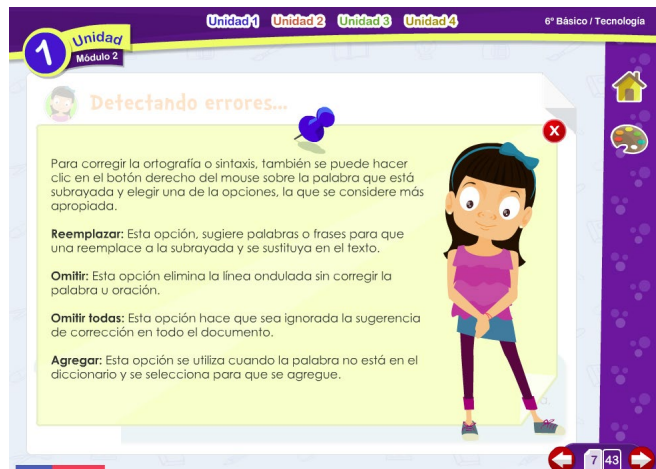 Unidad 1 Unidad 2 Unidad 3 Unidad 4
6º Básico / Tecnología
1
Unidad
Módulo 2
Detectando errores...
X
Para corregir la ortografía o sintaxis, también se puede hacer
clic en el botón derecho del mouse sobre la palabra que está
subrayada y elegir una de la opciones, la que se considere más
apropiada.
Reemplazar: Esta opción, sugiere palabras o frases para que
una reemplace a la subrayada y se sustituya en el texto.
Omitir: Esta opción elimina la línea ondulada sin corregir la
palabra u oración.
Omitir todas: Esta opción hace que sea ignorada la sugerencia
de corrección en todo el documento.
Agregar: Esta opción se utiliza cuando la palabra no está en el
diccionario y se selecciona para que se agregue.
7 43